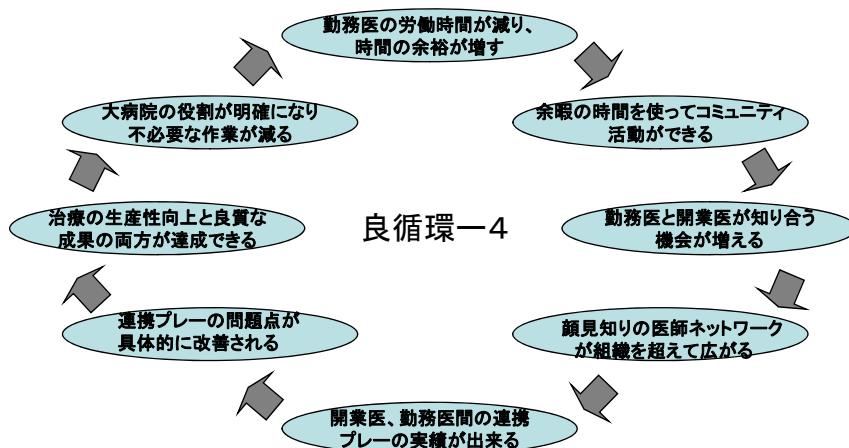 勤務医の労働時間が減り、
時間の余裕が増す
大病院の役割が明確になり
不必要な作業が減る
余暇の時間を使ってコミュニティ
活動ができる
治療の生産性向上と良質な
成果の両方が達成できる
良循環―4
勤務医と開業医が知り合う
機会が増える
連携プレーの問題点が
具体的に改善される
顔見知りの医師ネットワーク
が組織を超えて広がる
開業医、勤務医間の連携
プレーの実績が出来る